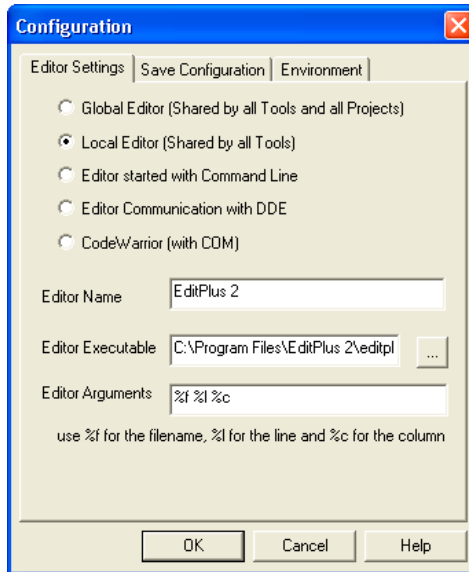 Configuration
Editor Settings Save Configuration Environment
Global Editor (Shared by all Tools and all Projects)
Local Editor (Shared by all Tools)
Editor started with Command Line
Editor Communication with DDE
CodeWarrior (with COM)
Editor Name EditPlus 2
Editor Executable C:\Program Files\EditPlus 2\editpl ...
Editor Arguments %f %l %c
use %f for the filename, %l for the line and %c for the column
OK Cancel Help